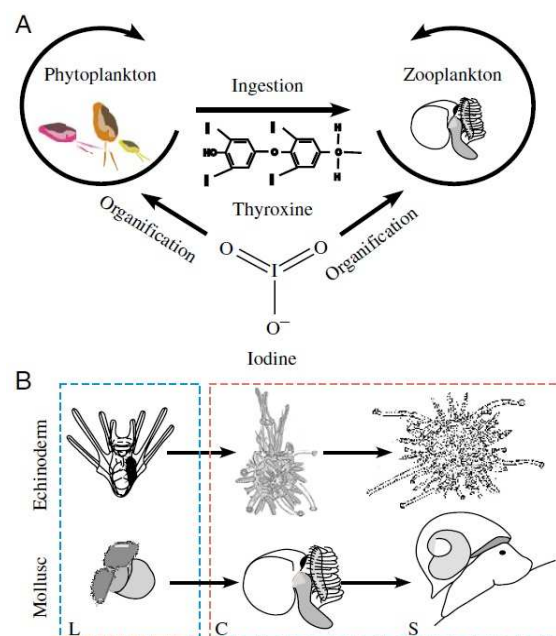 A
Phytoplankton
Zooplankton
Ingestion
I I H
HO O O
I I H
Thyroxine
Organification
Organification
O O
I
O−
Iodine
B
Echinoderm
Mollusc
L C S